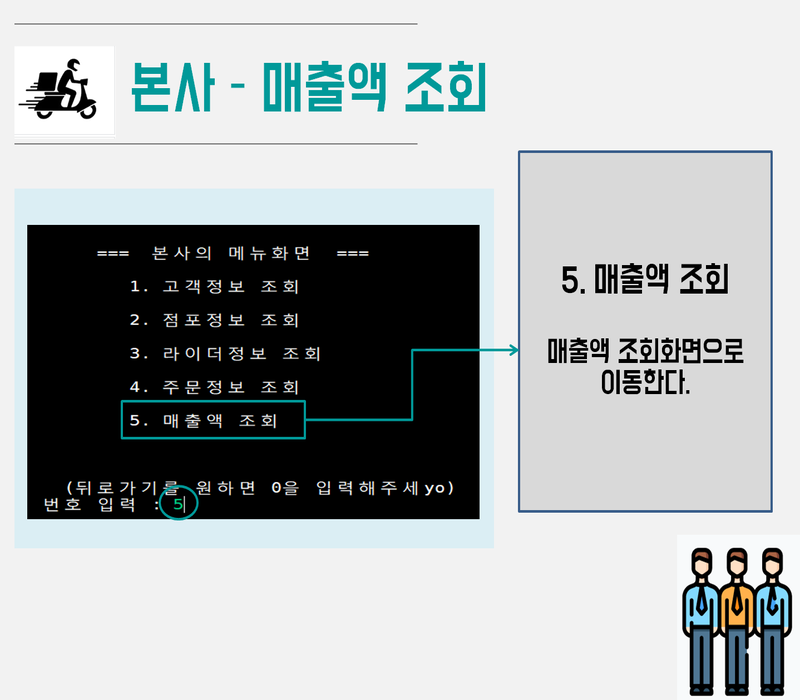 본사 - 매출액 조회
=== 본사의 메뉴화면 ===
1. 고객정보 조회
2. 점포정보 조회
3. 라이더정보 조회
4. 주문정보 조회
5. 매출액 조회
(뒤로가기를 원하면 0을 입력해주세yo)
번호 입력 : 5
5. 매출액 조회
매출액 조회화면으로
이동한다.